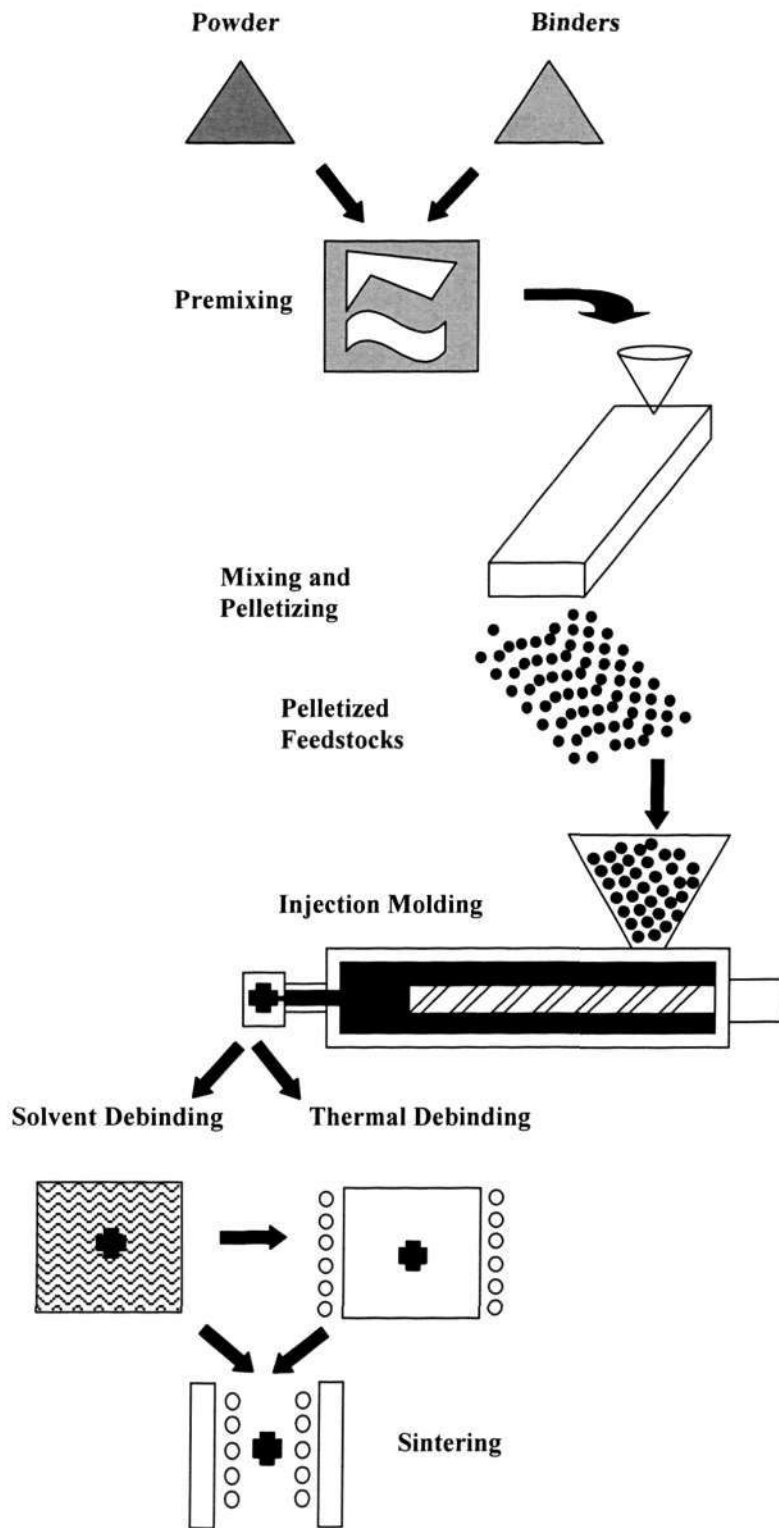 Powder
Binders
Premixing
Mixing and
Pelletizing
Pelletized
Feedstocks
Injection Molding
Solvent Debinding
Thermal Debinding
Sintering